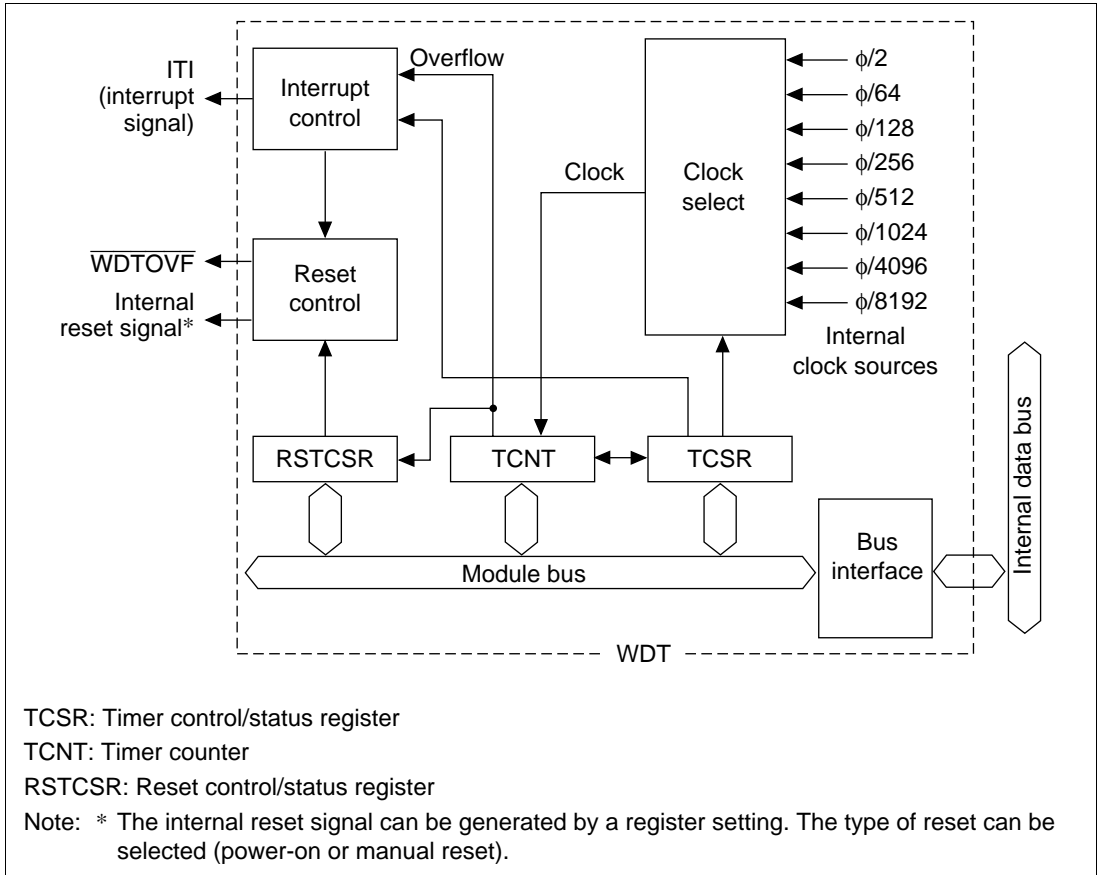 ITI
(interrupt
signal)
Interrupt
control
Overflow
Clock
Clock
select
ϕ/2
ϕ/64
ϕ/128
ϕ/256
ϕ/512
ϕ/1024
ϕ/4096
ϕ/8192
Internal
clock sources
WDTOVF
Internal
reset signal*
Reset
control
RSTCSR
TCNT
TCSR
Module bus
Bus
interface
Internal data bus
WDT
TCSR: Timer control/status register
TCNT: Timer counter
RSTCSR: Reset control/status register
Note: * The internal reset signal can be generated by a register setting. The type of reset can be
selected (power-on or manual reset).